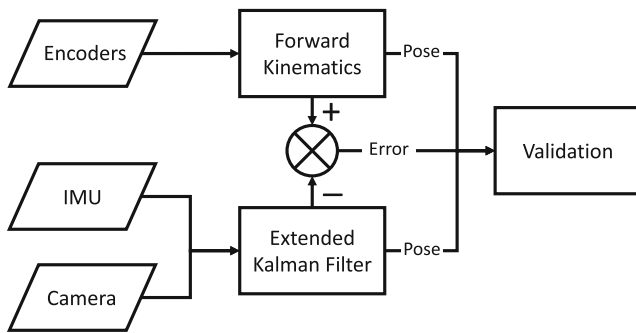 Encoders
Forward
Kinematics
Pose
+
Error
Validation
−
IMU
Extended
Kalman Filter
Pose
Camera